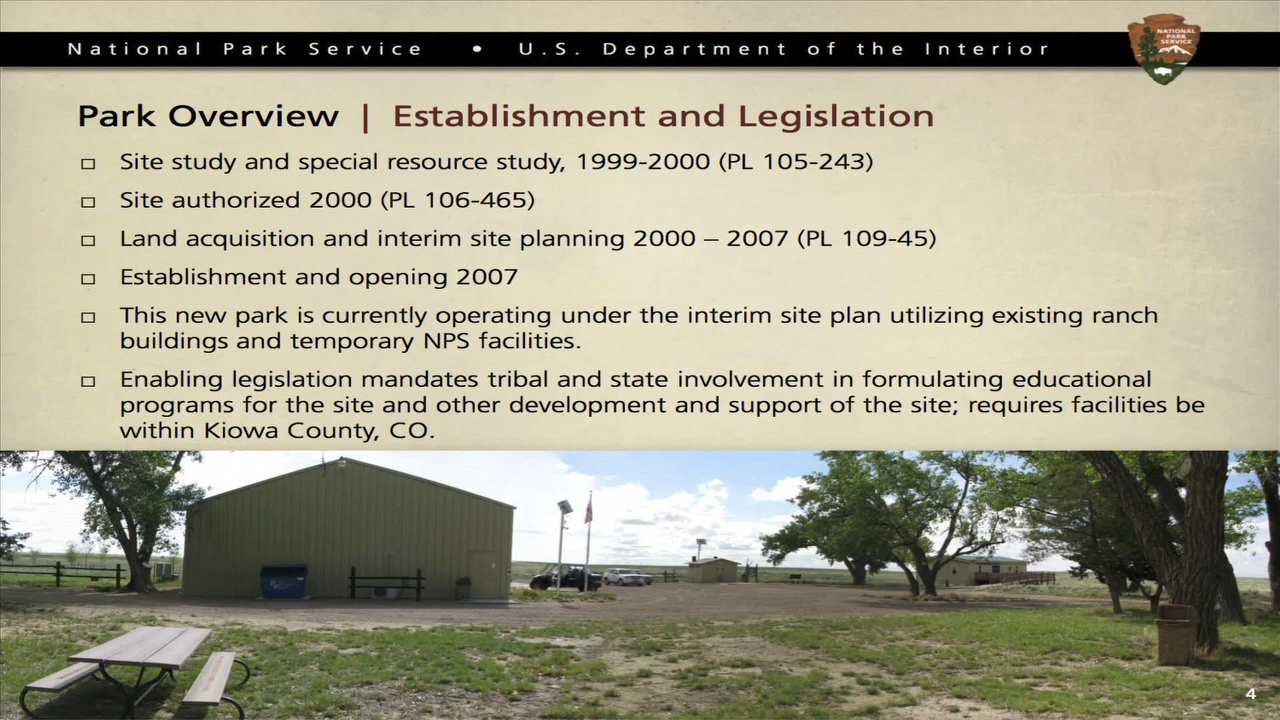 National Park Service • U.S. Department of the Interior
NATIONAL
PARK
SERVICE
Park Overview | Establishment and Legislation
□ Site study and special resource study, 1999-2000 (PL 105-243)
□ Site authorized 2000 (PL 106-465)
□ Land acquisition and interim site planning 2000 – 2007 (PL 109-45)
□ Establishment and opening 2007
□ This new park is currently operating under the interim site plan utilizing existing ranch
buildings and temporary NPS facilities.
□ Enabling legislation mandates tribal and state involvement in formulating educational
programs for the site and other development and support of the site; requires facilities be
within Kiowa County, CO.
4